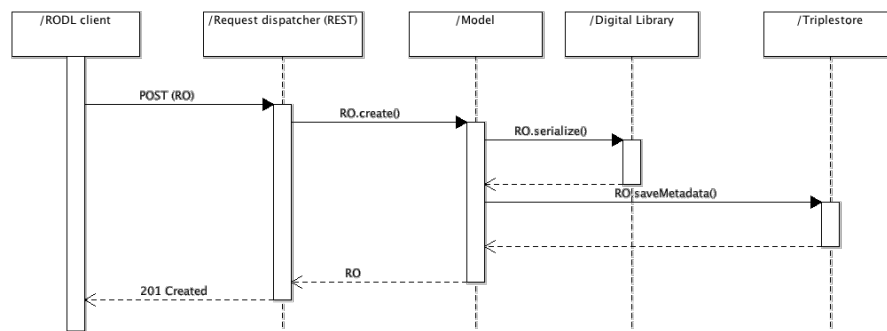 /RODL client
/Request dispatcher (REST)
/Model
/Digital Library
/Triplestore
POST (RO)
RO.create()
RO.serialize()
RO.saveMetadata()
RO
201 Created